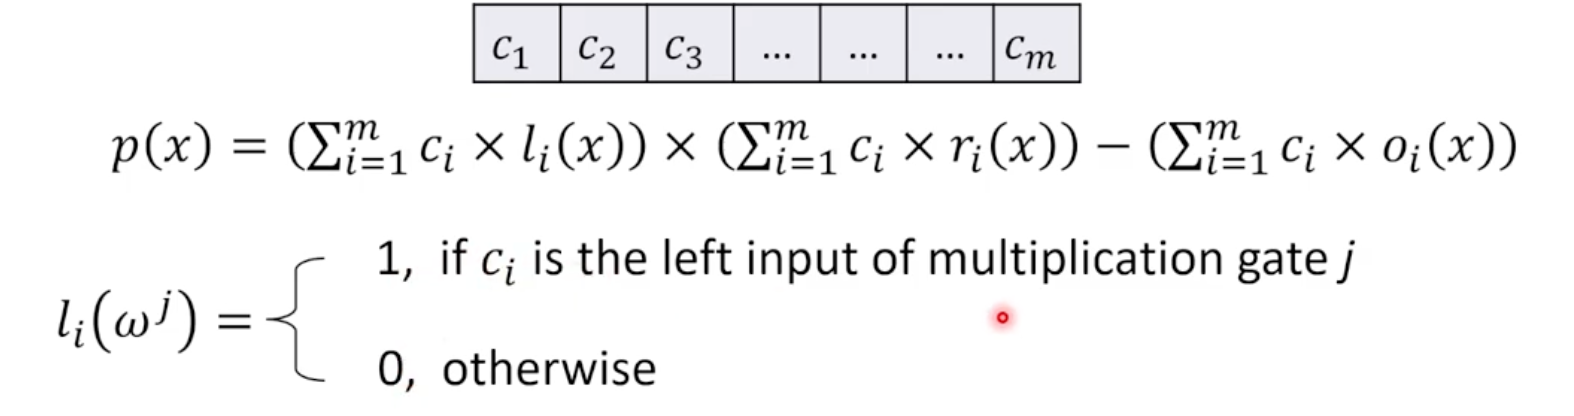 c₁ c₂ c₃ ... ... ... cₘ
p(x) = (∑ᵢ₌₁ᵐ cᵢ × lᵢ(x)) × (∑ᵢ₌₁ᵐ cᵢ × rᵢ(x)) − (∑ᵢ₌₁ᵐ cᵢ × oᵢ(x))
1, if cᵢ is the left input of multiplication gate j
lᵢ(ωʲ) = {
0, otherwise